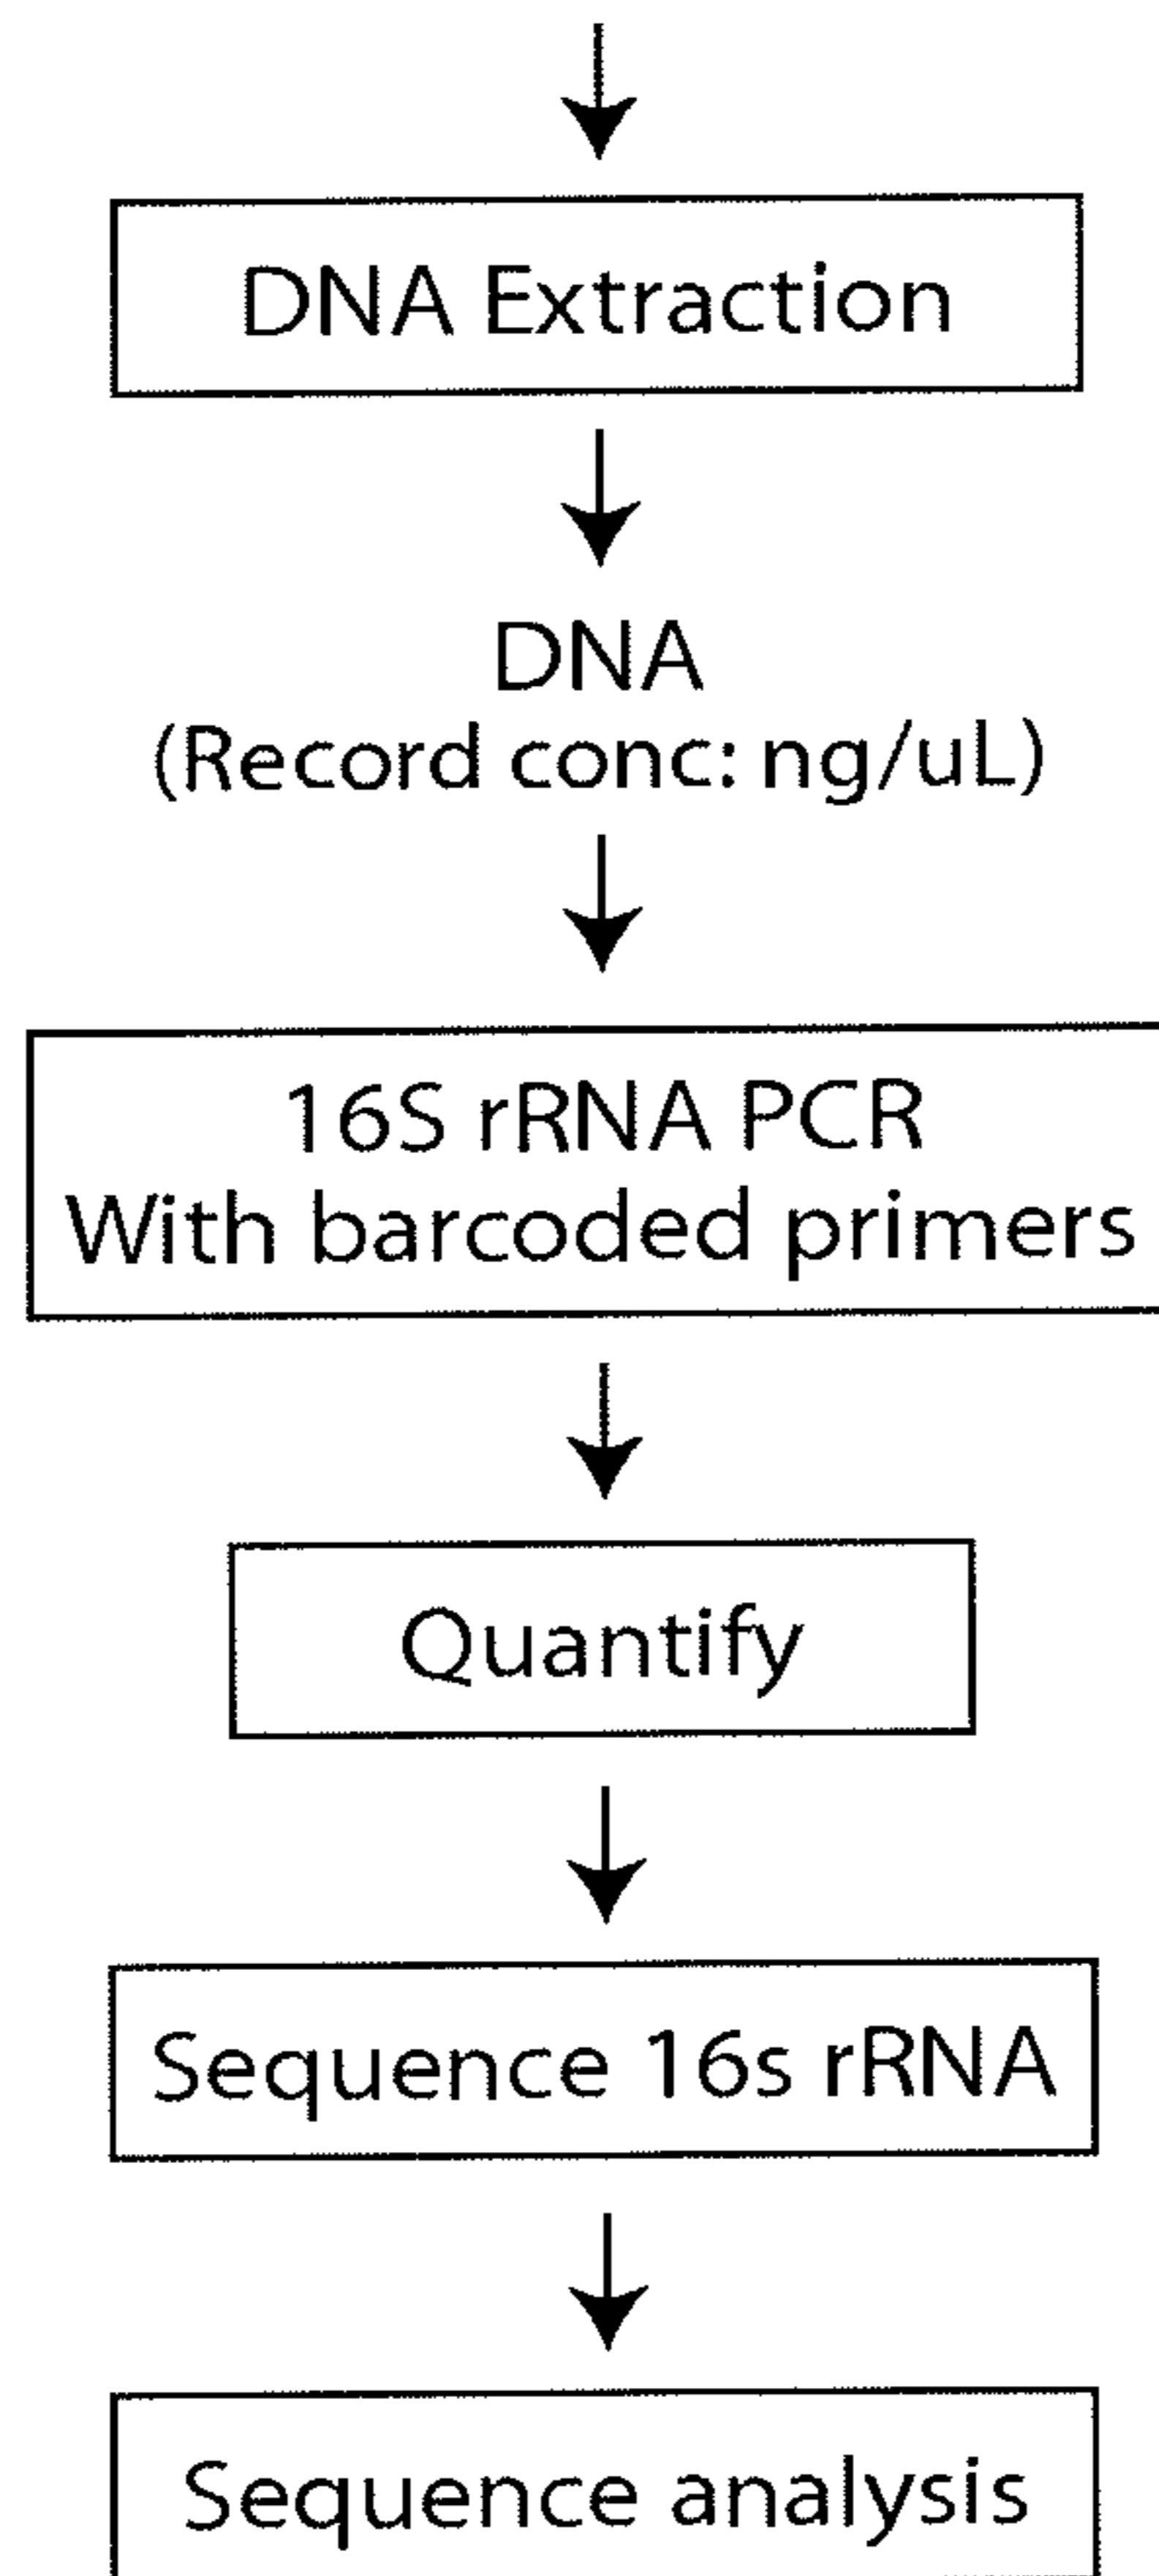 DNA Extraction
DNA
(Record conc: ng/uL)
16S rRNA PCR
With barcoded primers
Quantify
Sequence 16s rRNA
Sequence analysis